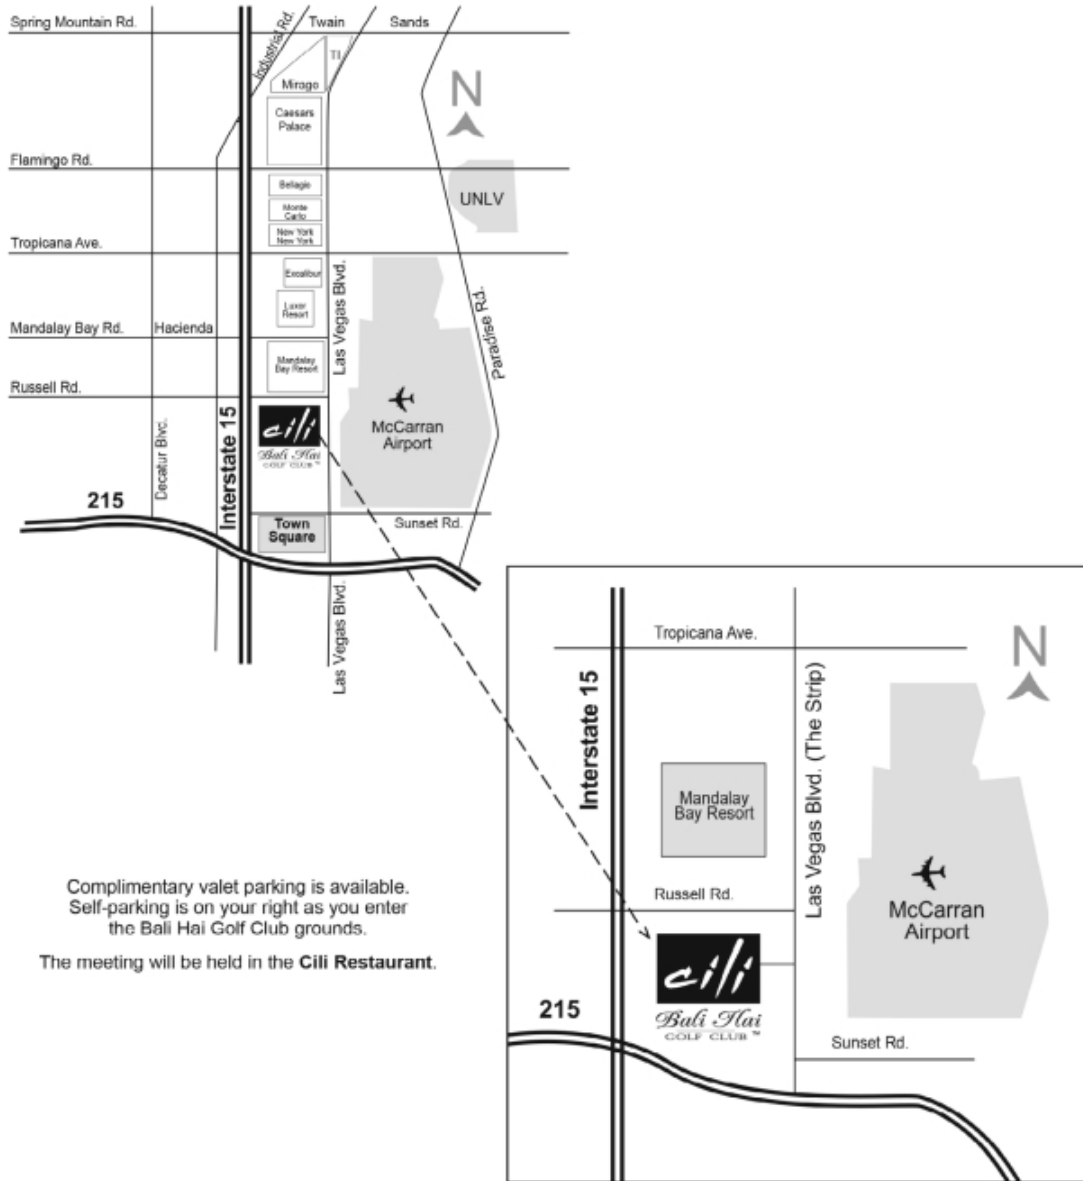 Spring Mountain Rd.
Industrial Rd.
Twain
Sands
TI
Mirage
N
Caesars
Palace
Flamingo Rd.
Bellagio
UNLV
Monte
Carlo
New York
New York
Tropicana Ave.
Excalibur
Las Vegas Blvd.
Luxor
Resort
Paradise Rd.
Mandalay Bay Rd.
Hacienda
Mandalay
Bay Resort
Russell Rd.
Decatur Blvd.
Interstate 15
cili
Bali Hai
GOLF CLUB ™
McCarran
Airport
215
Town
Square
Sunset Rd.
Las Vegas Blvd.
Tropicana Ave.
N
Interstate 15
Las Vegas Blvd. (The Strip)
Mandalay
Bay Resort
Russell Rd.
McCarran
Airport
cili
Bali Hai
GOLF CLUB ™
215
Sunset Rd.
Complimentary valet parking is available.
Self-parking is on your right as you enter
the Bali Hai Golf Club grounds.
The meeting will be held in the Cili Restaurant.